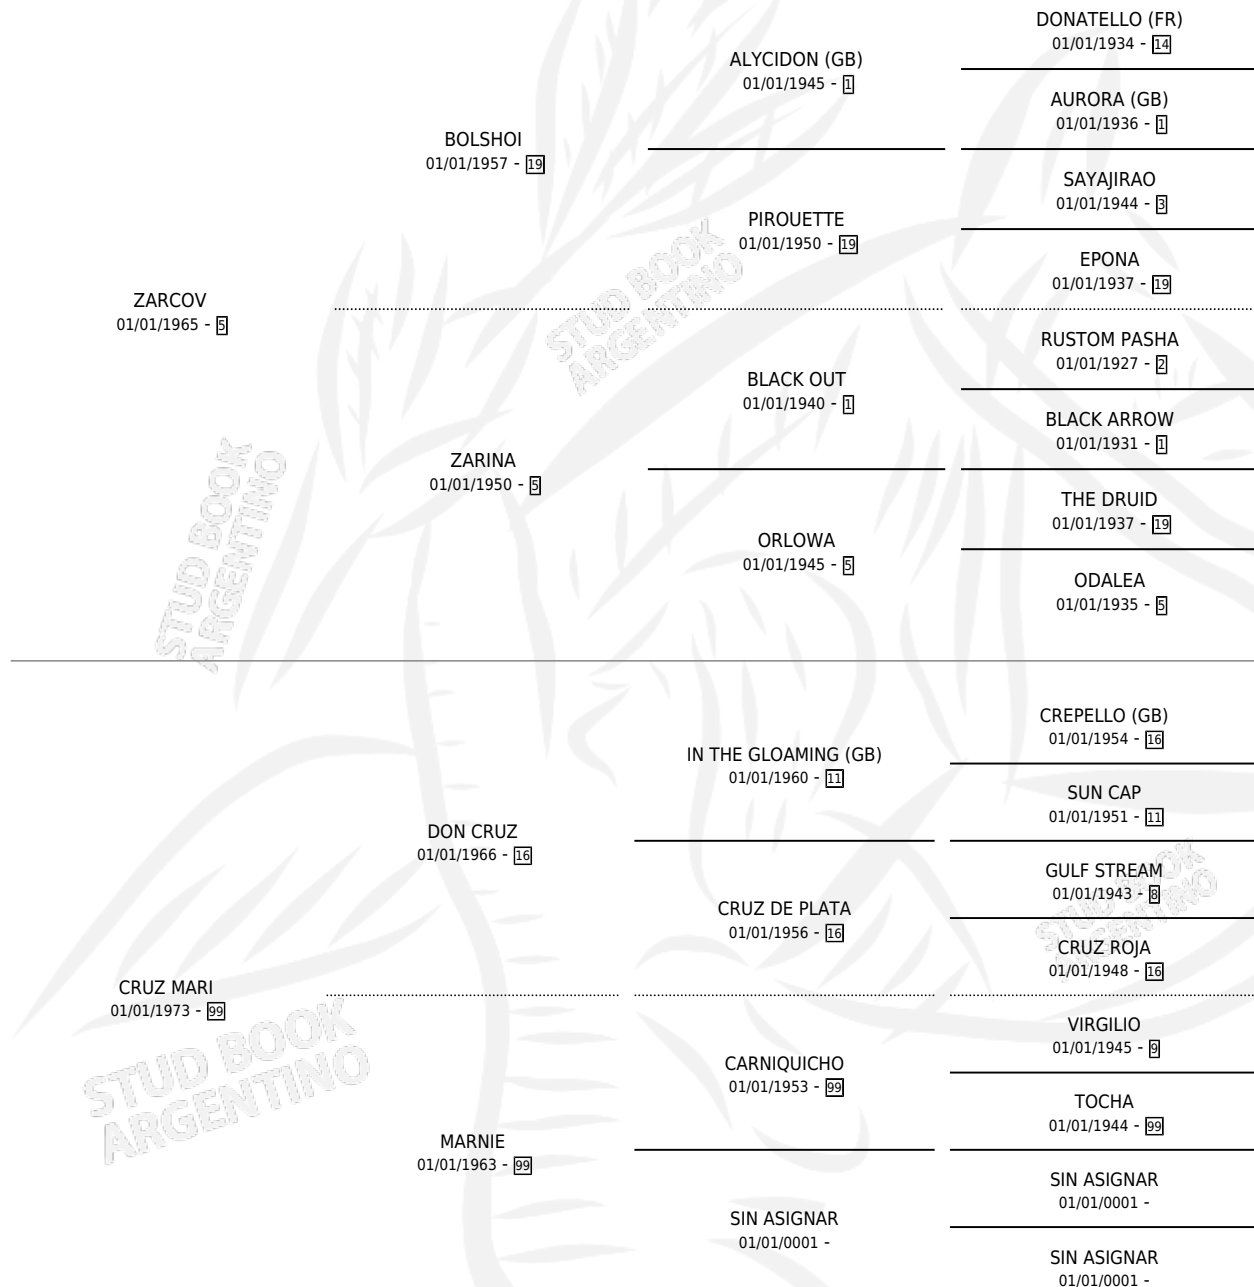 DONATELLO (FR)
01/01/1934 - 14
ALYCIDON (GB)
01/01/1945 - 1
AURORA (GB)
01/01/1936 - 1
BOLSHOI
01/01/1957 - 19
SAYAJIRAO
01/01/1944 - 3
PIROUETTE
01/01/1950 - 19
EPONA
01/01/1937 - 19
ZARCOV
01/01/1965 - 5
RUSTOM PASHA
01/01/1927 - 2
BLACK OUT
01/01/1940 - 1
BLACK ARROW
01/01/1931 - 1
ZARINA
01/01/1950 - 5
THE DRUID
01/01/1937 - 19
ORLOWA
01/01/1945 - 5
ODALEA
01/01/1935 - 5
CREPELLO (GB)
01/01/1954 - 16
IN THE GLOAMING (GB)
01/01/1960 - 11
SUN CAP
01/01/1951 - 11
DON CRUZ
01/01/1966 - 16
GULF STREAM
01/01/1943 - 8
CRUZ DE PLATA
01/01/1956 - 16
CRUZ ROJA
01/01/1948 - 16
CRUZ MARI
01/01/1973 - 99
VIRGILIO
01/01/1945 - 9
CARNIQUICHO
01/01/1953 - 99
TOCHA
01/01/1944 - 99
MARNIE
01/01/1963 - 99
SIN ASIGNAR
01/01/0001 -
SIN ASIGNAR
01/01/0001 -
SIN ASIGNAR
01/01/0001 -
STUD BOOK
ARGENTINO
STUD BOOK
ARGENTINO
STUD BOOK
ARGENTINO
STUD BOOK
ARGENTINO